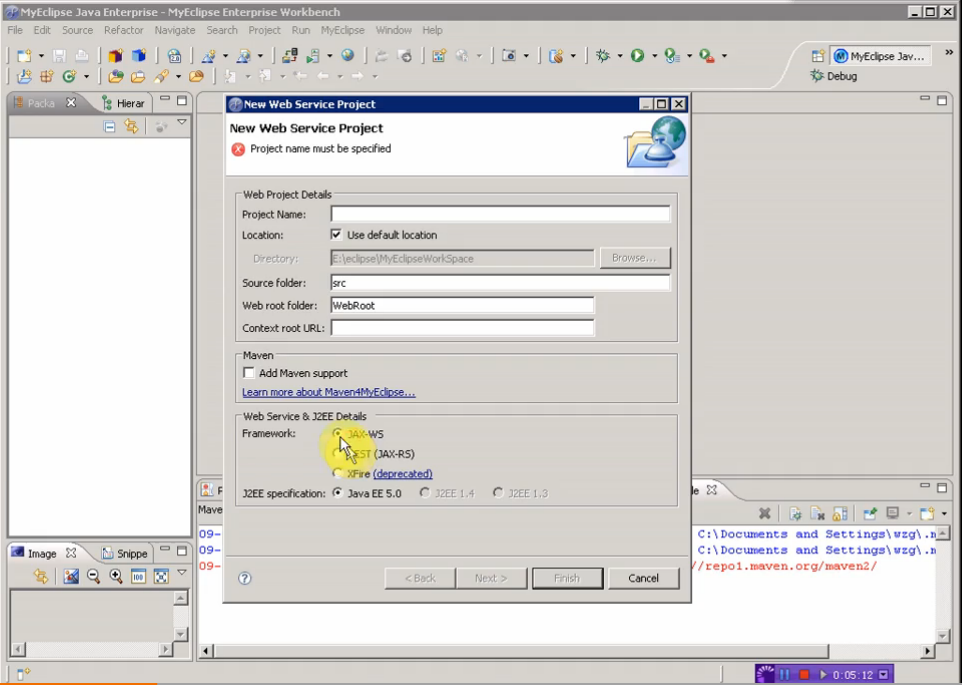 MyEclipse Java Enterprise - MyEclipse Enterprise Workbench
File Edit Source Refactor Navigate Search Project Run MyEclipse Window Help
MyEclipse Jav...
Debug
Packa
Hierar
New Web Service Project
New Web Service Project
Project name must be specified
Web Project Details
Project Name:
Location: Use default location
Directory: E:\eclipse\MyEclipseWorkSpace Browse...
Source folder: src
Web root folder: WebRoot
Context root URL:
Maven
Add Maven support
Learn more about Maven4MyEclipse...
Web Service & J2EE Details
Framework: JAX-WS
REST (JAX-RS)
XFire (deprecated)
J2EE specification: Java EE 5.0 J2EE 1.4 J2EE 1.3
< Back Next > Finish Cancel
Image
Snippe
Mave
09-
C:\Documents and Settings\wzg\.m
09-
C:\Documents and Settings\wzg\.m
09-
//repo1.maven.org/maven2/
0:05:12